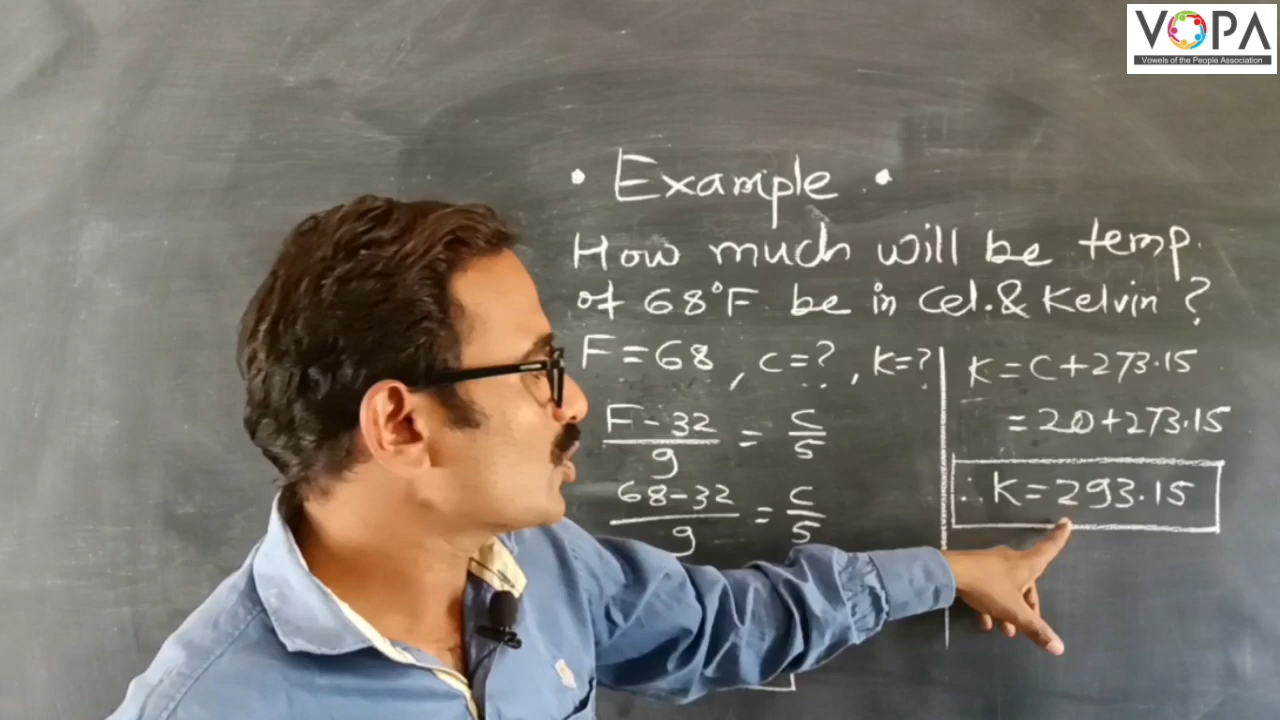 VOPA
Vowels of the People Association
• Example •
How much will be temp.
of 68°F be in Cel. & Kelvin ?
F = 68 , C = ? , K = ?
F - 32 / 9 = C / 5
68 - 32 / 9 = C / 5
K = C + 273.15
= 20 + 273.15
∴ K = 293.15